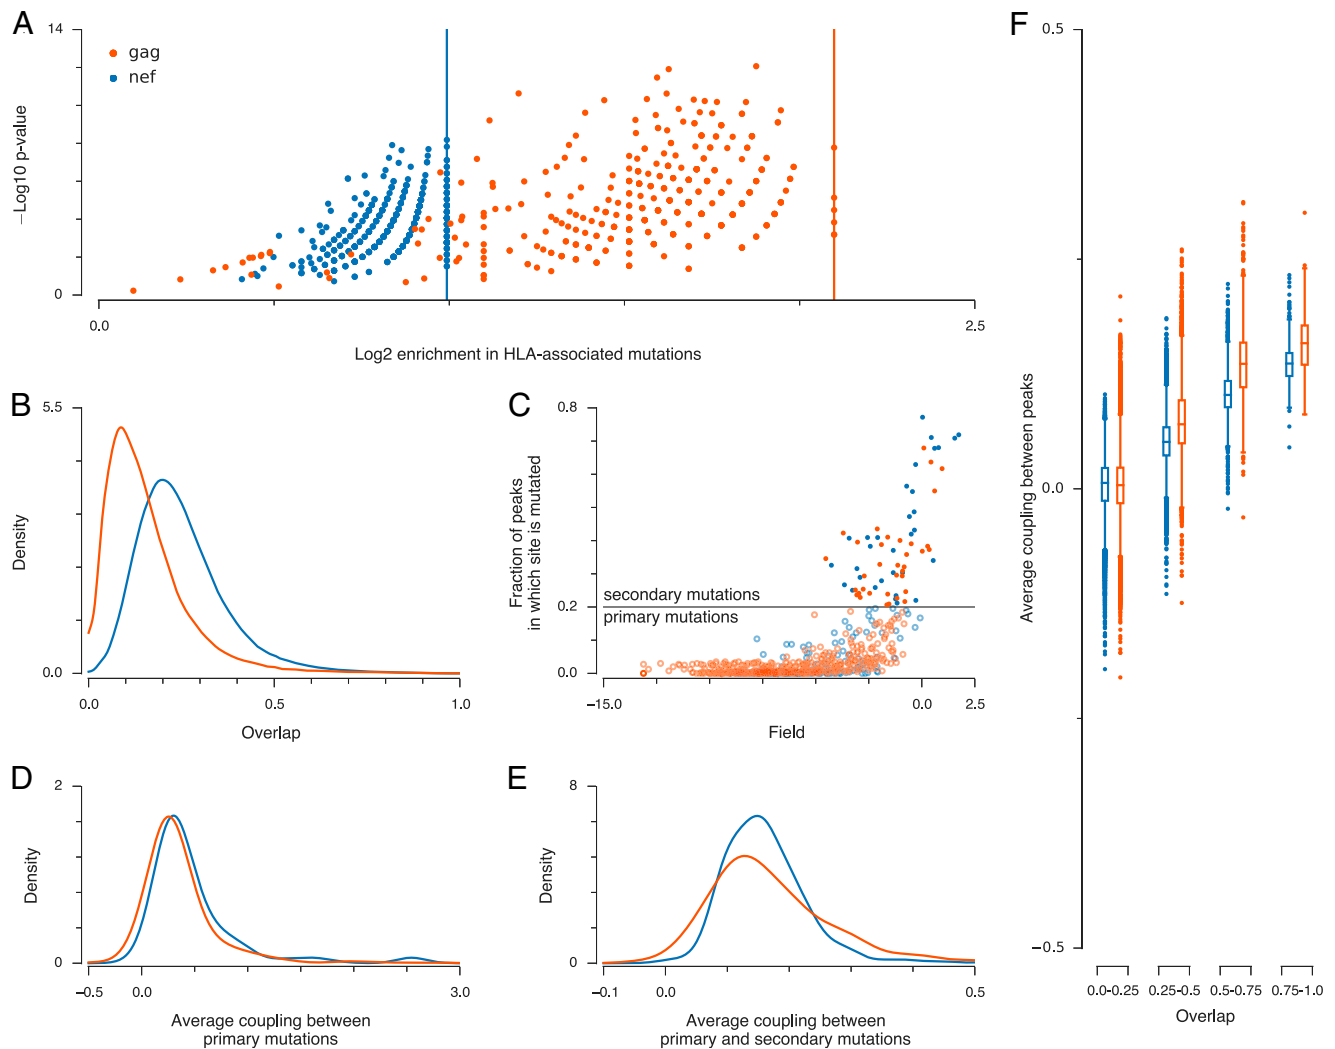 A
14
gag
nef
−Log10 p-value
0
0.0
2.5
Log2 enrichment in HLA-associated mutations
B
5.5
Density
0.0
0.0
0.5
1.0
Overlap
C
0.8
Fraction of peaks
in which site is mutated
secondary mutations
0.2
primary mutations
0.0
-15.0
0.0
2.5
Field
D
2
Density
0
−0.5
0.0
3.0
Average coupling between
primary mutations
E
8
Density
0
−0.1
0.0
0.5
Average coupling between
primary and secondary mutations
F
0.5
Average coupling between peaks
0.0
−0.5
0.0-0.25
0.25-0.5
0.5-0.75
0.75-1.0
Overlap